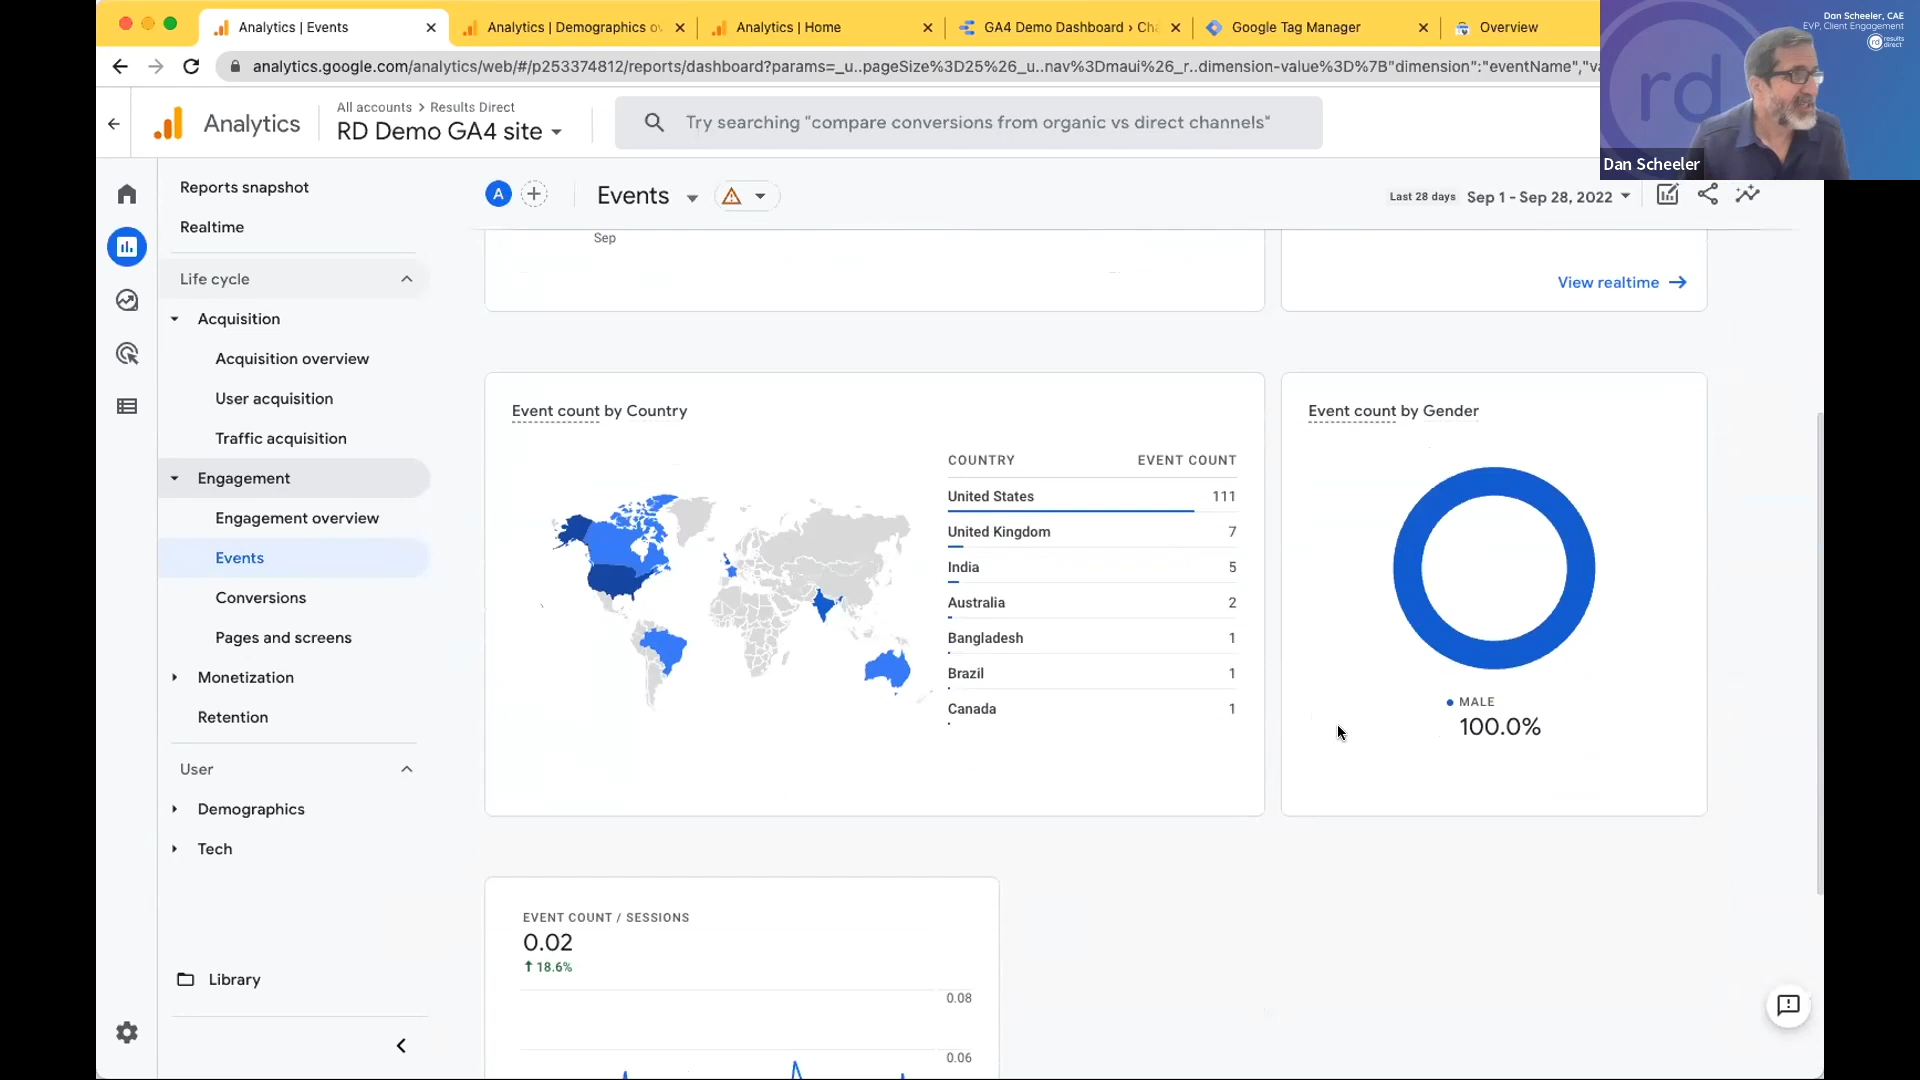 Analytics | Events
Analytics | Demographics ov
Analytics | Home
GA4 Demo Dashboard › Cha
Google Tag Manager
Overview
Dan Scheeler, CAE
EVP, Client Engagement
rd results direct
rd
Dan Scheeler
analytics.google.com/analytics/web/#/p253374812/reports/dashboard?params=_u..pageSize%3D25%26_u..nav%3Dmaui%26_r..dimension-value%3D%7B"dimension":"eventName","va
Analytics
All accounts > Results Direct
RD Demo GA4 site
Try searching "compare conversions from organic vs direct channels"
Reports snapshot
Realtime
Life cycle
Acquisition
Acquisition overview
User acquisition
Traffic acquisition
Engagement
Engagement overview
Events
Conversions
Pages and screens
Monetization
Retention
User
Demographics
Tech
Library
A
Events
Last 28 days Sep 1 - Sep 28, 2022
Sep
View realtime
Event count by Country
COUNTRY EVENT COUNT
United States 111
United Kingdom 7
India 5
Australia 2
Bangladesh 1
Brazil 1
Canada 1
Event count by Gender
MALE
100.0%
EVENT COUNT / SESSIONS
0.02
18.6%
0.08
0.06